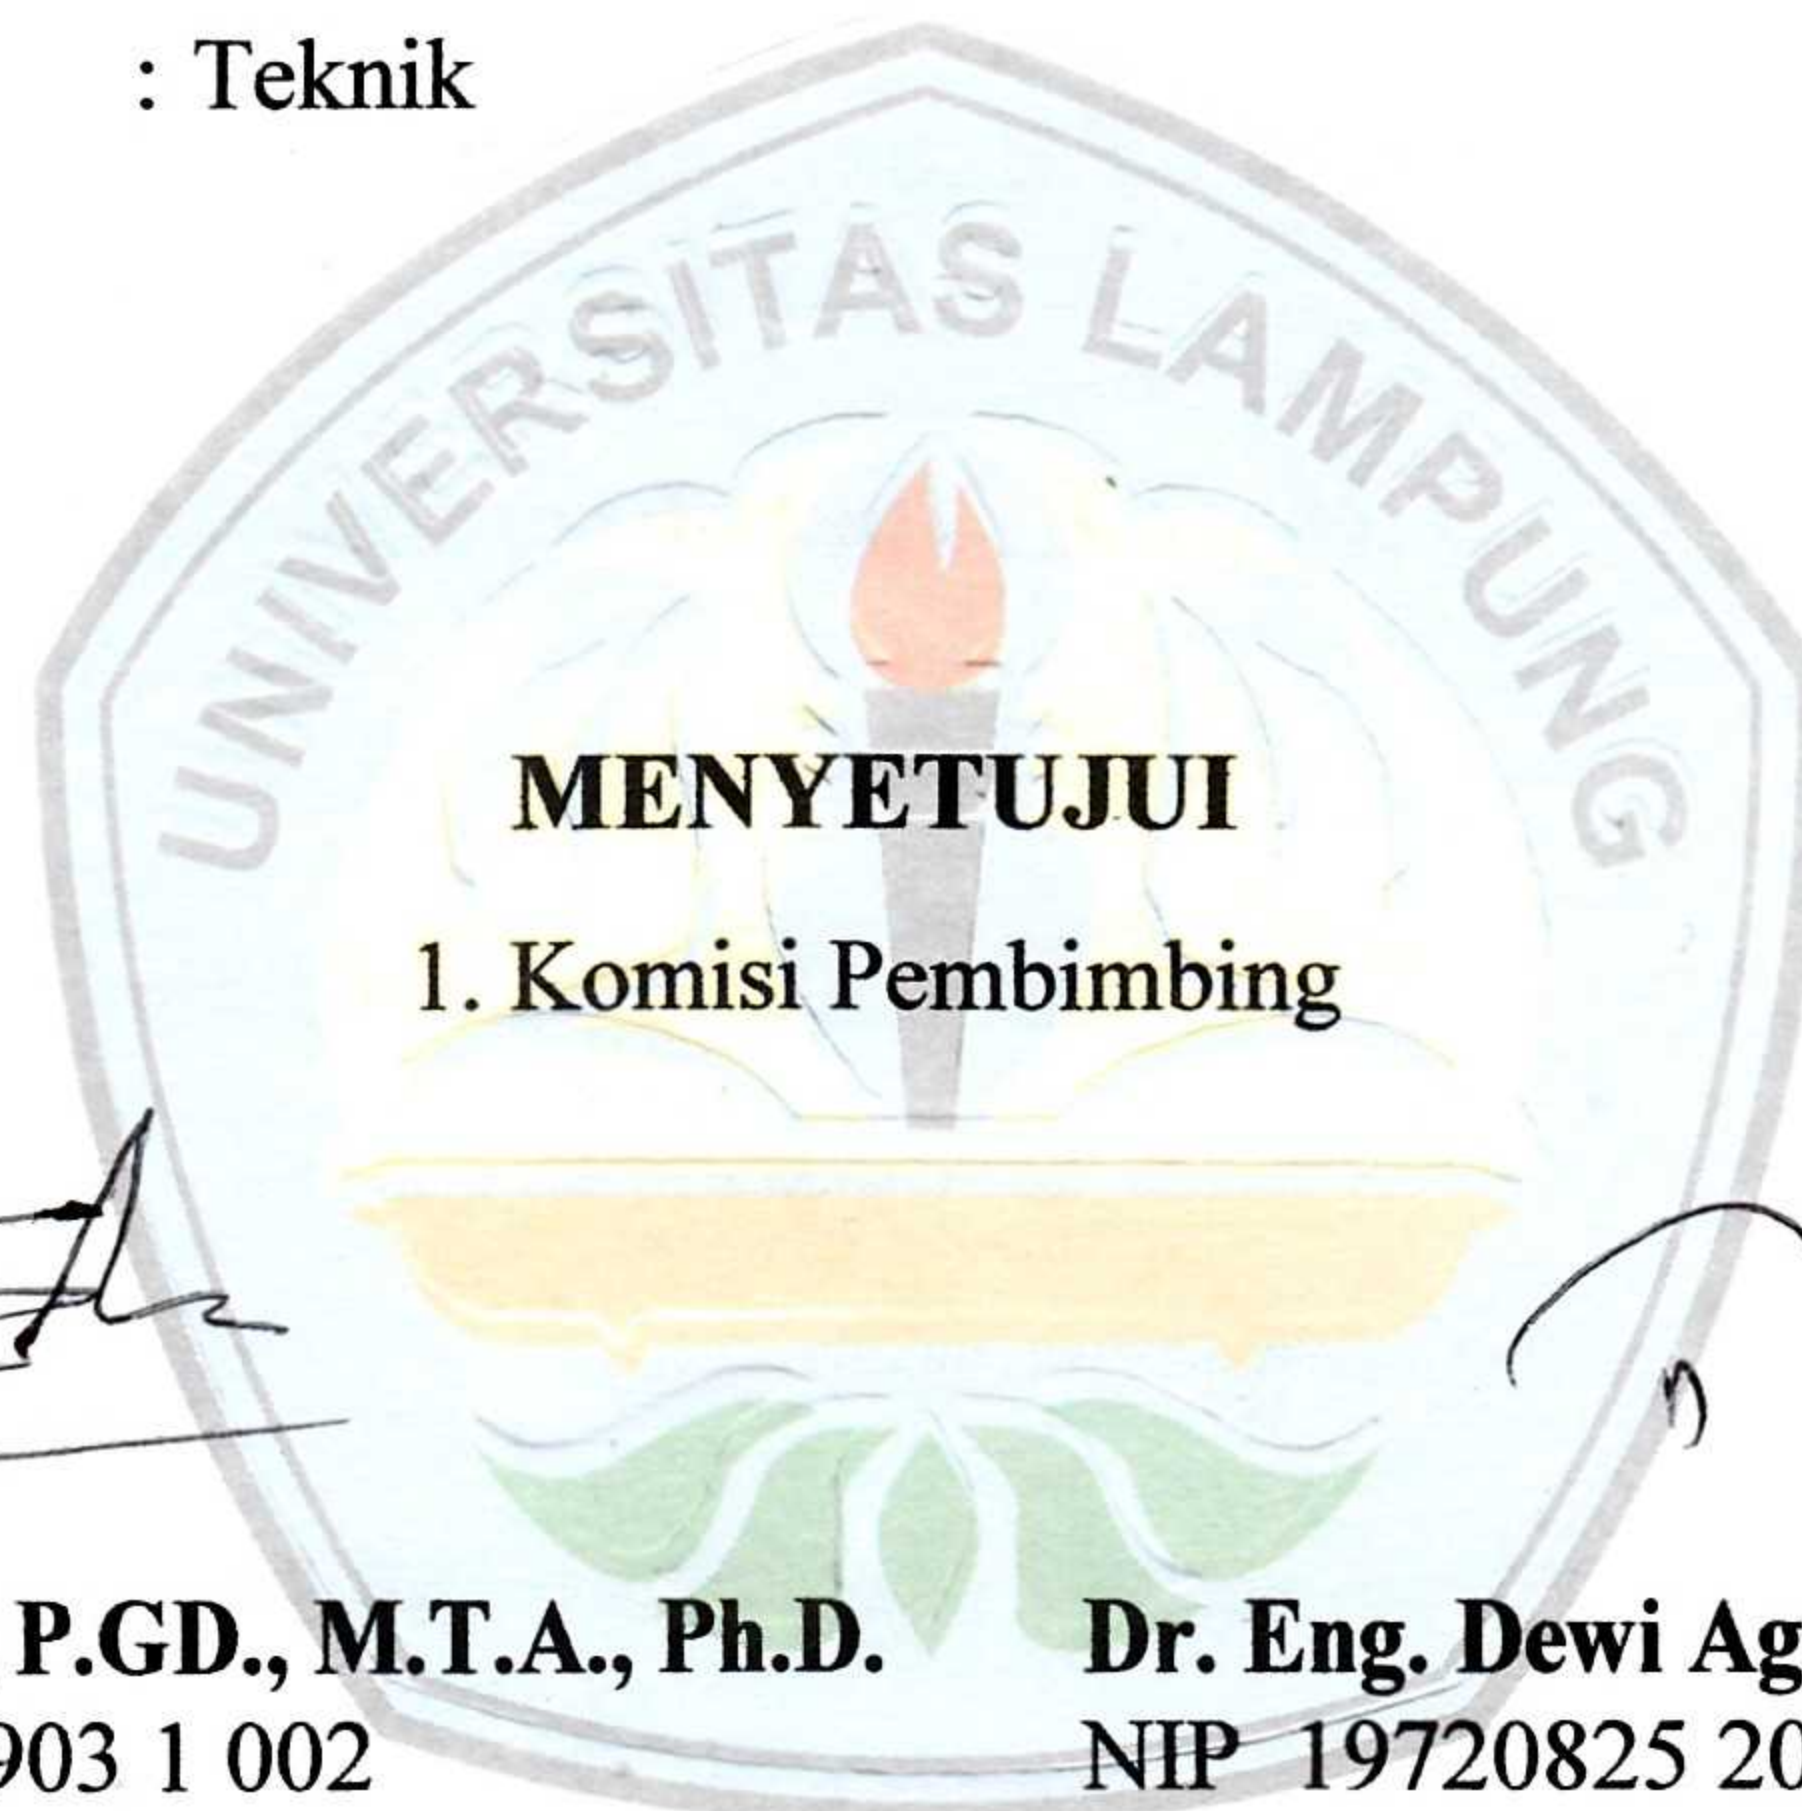 : Teknik
UNIVERSITAS LAMPUNG
MENYETUJUI
1. Komisi Pembimbing
P.GD., M.T.A., Ph.D.
Dr. Eng. Dewi Ag
903 1 002
NIP 19720825 20